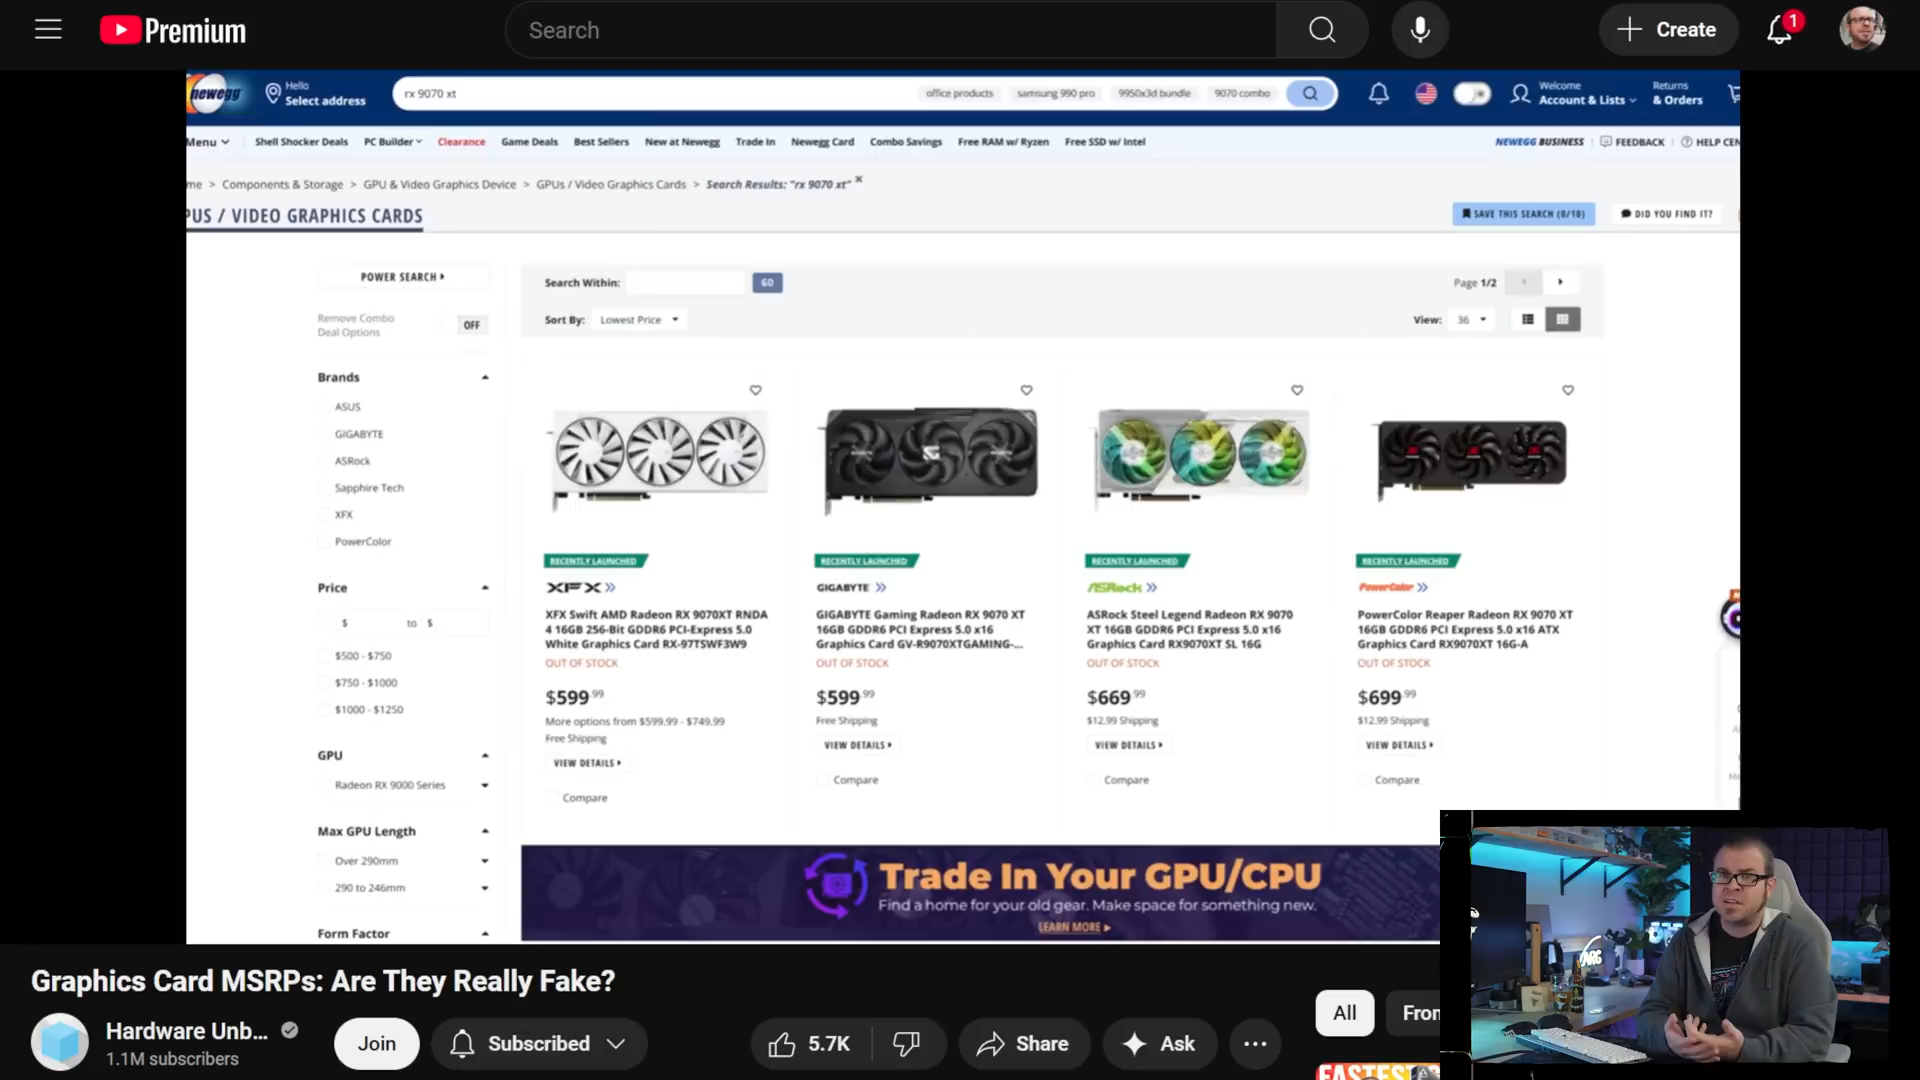 Premium
Search
Create
1
newegg
Hello
Select address
rx 9070 xt
office products
samsung 990 pro
9950x3d bundle
9070 combo
Welcome
Account & Lists
Returns
& Orders
Menu
Shell Shocker Deals
PC Builder
Clearance
Game Deals
Best Sellers
New at Newegg
Trade In
Newegg Card
Combo Savings
Free RAM w/ Ryzen
Free SSD w/ Intel
NEWEGG BUSINESS
FEEDBACK
HELP CEN
me > Components & Storage > GPU & Video Graphics Device > GPUs / Video Graphics Cards > Search Results: "rx 9070 xt" x
PUS / VIDEO GRAPHICS CARDS
SAVE THIS SEARCH (0/10)
DID YOU FIND IT?
POWER SEARCH
Remove Combo
Deal Options
OFF
Brands
ASUS
GIGABYTE
ASRock
Sapphire Tech
XFX
PowerColor
Price
$ to $
$500 - $750
$750 - $1000
$1000 - $1250
GPU
Radeon RX 9000 Series
Max GPU Length
Over 290mm
290 to 246mm
Form Factor
Search Within:
GO
Page 1/2
Sort By: Lowest Price
View: 36
RECENTLY LAUNCHED
XFX
XFX Swift AMD Radeon RX 9070XT RNDA
4 16GB 256-Bit GDDR6 PCI-Express 5.0
White Graphics Card RX-97TSWF3W9
OUT OF STOCK
$599.99
More options from $599.99 - $749.99
Free Shipping
VIEW DETAILS
Compare
RECENTLY LAUNCHED
GIGABYTE
GIGABYTE Gaming Radeon RX 9070 XT
16GB GDDR6 PCI Express 5.0 x16
Graphics Card GV-R9070XTGAMING-...
OUT OF STOCK
$599.99
Free Shipping
VIEW DETAILS
Compare
RECENTLY LAUNCHED
ASRock
ASRock Steel Legend Radeon RX 9070
XT 16GB GDDR6 PCI Express 5.0 x16
Graphics Card RX9070XT SL 16G
OUT OF STOCK
$669.99
$12.99 Shipping
VIEW DETAILS
Compare
RECENTLY LAUNCHED
PowerColor
PowerColor Reaper Radeon RX 9070 XT
16GB GDDR6 PCI Express 5.0 x16 ATX
Graphics Card RX9070XT 16G-A
OUT OF STOCK
$699.99
$12.99 Shipping
VIEW DETAILS
Compare
Trade In Your GPU/CPU
Find a home for your old gear. Make space for something new.
LEARN MORE
Graphics Card MSRPs: Are They Really Fake?
Hardware Unb...
1.1M subscribers
Join
Subscribed
5.7K
Share
Ask
All
Fron
FASTEST